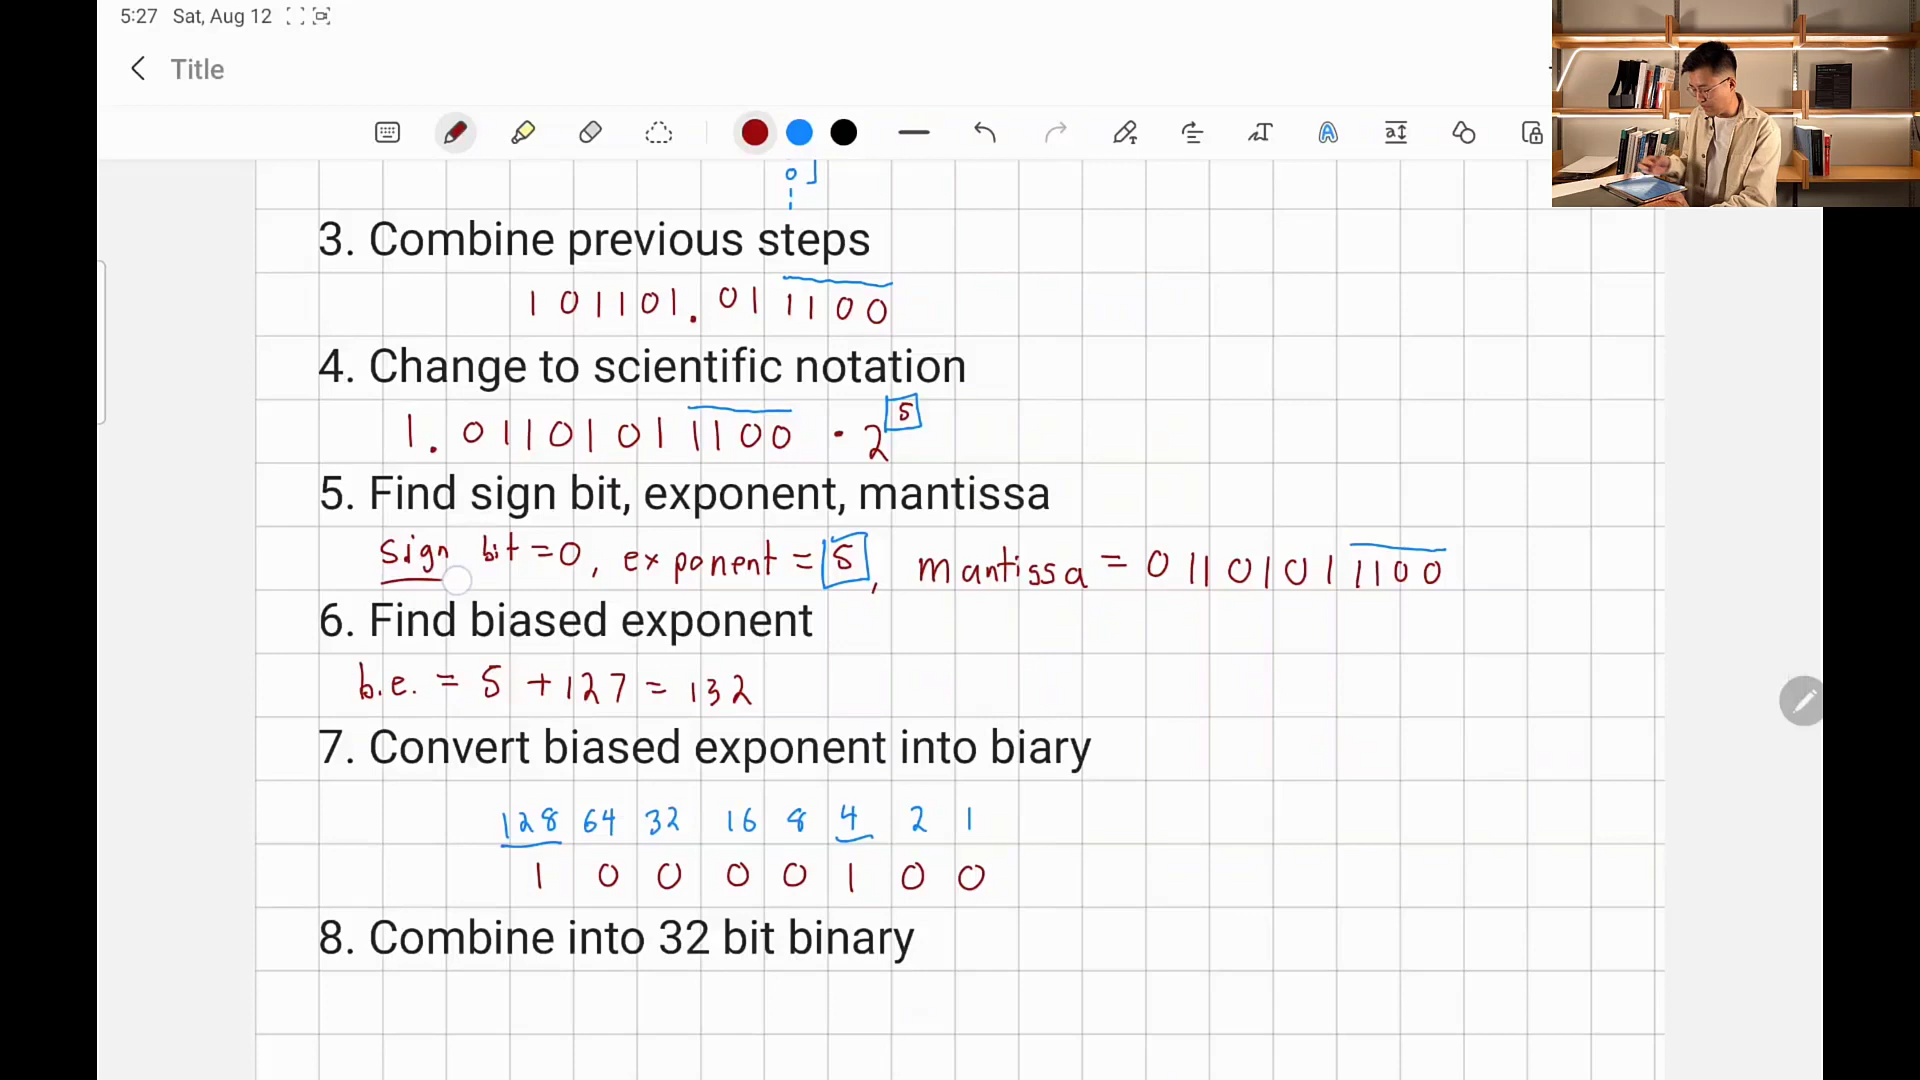 5:27 Sat, Aug 12
Title
0
3. Combine previous steps
101101.011100
4. Change to scientific notation
1.01101011100 · 2^5
5. Find sign bit, exponent, mantissa
Sign bit = 0, exponent = 5, mantissa = 01101011100
6. Find biased exponent
b.e. = 5 + 127 = 132
7. Convert biased exponent into biary
128 64 32 16 8 4 2 1
1 0 0 0 0 1 0 0
8. Combine into 32 bit binary